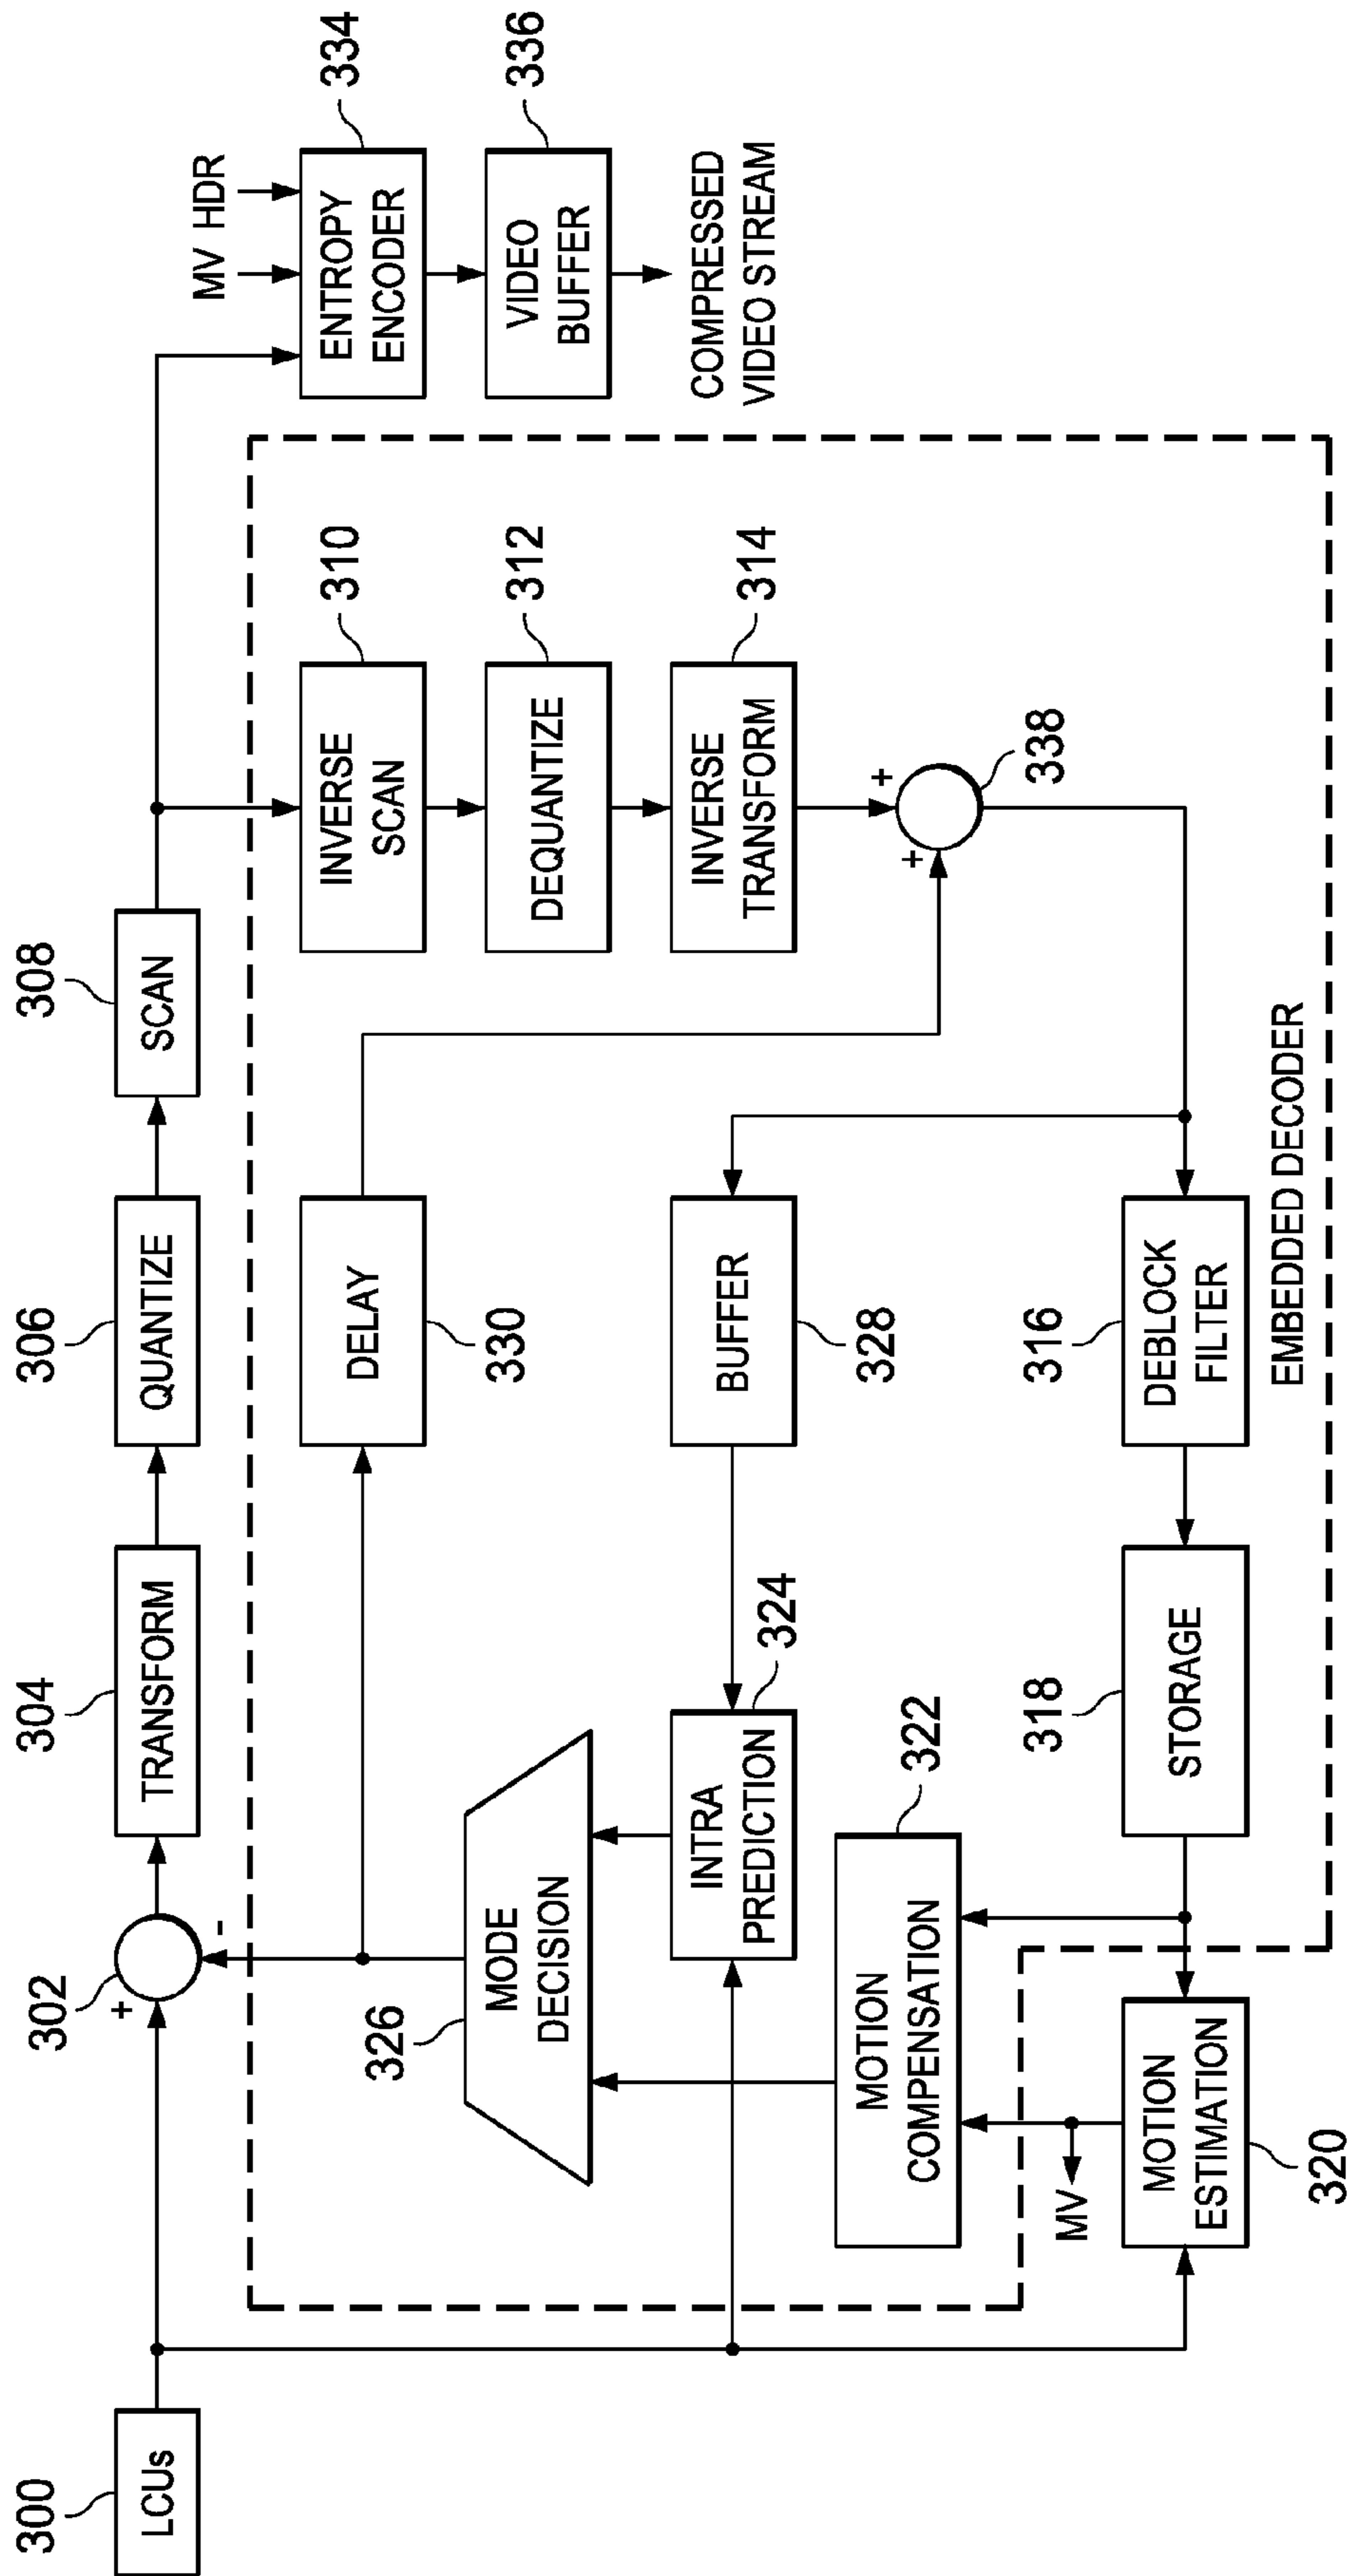 300
LCUs
302
+
-
304
TRANSFORM
306
QUANTIZE
308
SCAN
MV HDR
334
ENTROPY
ENCODER
336
VIDEO
BUFFER
COMPRESSED
VIDEO STREAM
310
INVERSE
SCAN
312
DEQUANTIZE
314
INVERSE
TRANSFORM
+
+
338
DELAY
330
326
MODE
DECISION
INTRA
PREDICTION
324
BUFFER
328
322
MOTION
COMPENSATION
MV
MOTION
ESTIMATION
320
318
STORAGE
316
DEBLOCK
FILTER
EMBEDDED DECODER